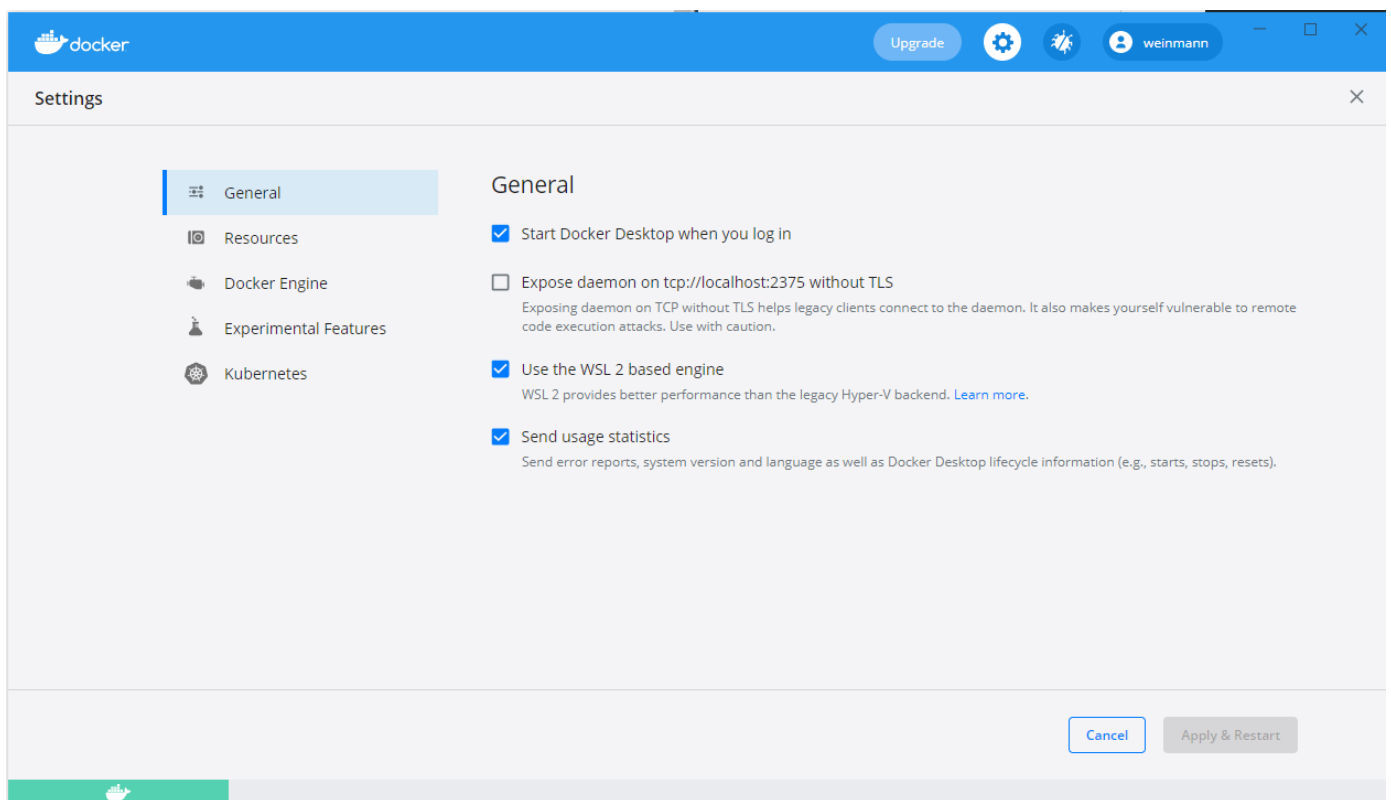 docker
Upgrade
weinmann
Settings
General
Resources
Docker Engine
Experimental Features
Kubernetes
General
Start Docker Desktop when you log in
Expose daemon on tcp://localhost:2375 without TLS
Exposing daemon on TCP without TLS helps legacy clients connect to the daemon. It also makes yourself vulnerable to remote
code execution attacks. Use with caution.
Use the WSL 2 based engine
WSL 2 provides better performance than the legacy Hyper-V backend. Learn more.
Send usage statistics
Send error reports, system version and language as well as Docker Desktop lifecycle information (e.g., starts, stops, resets).
Cancel
Apply & Restart